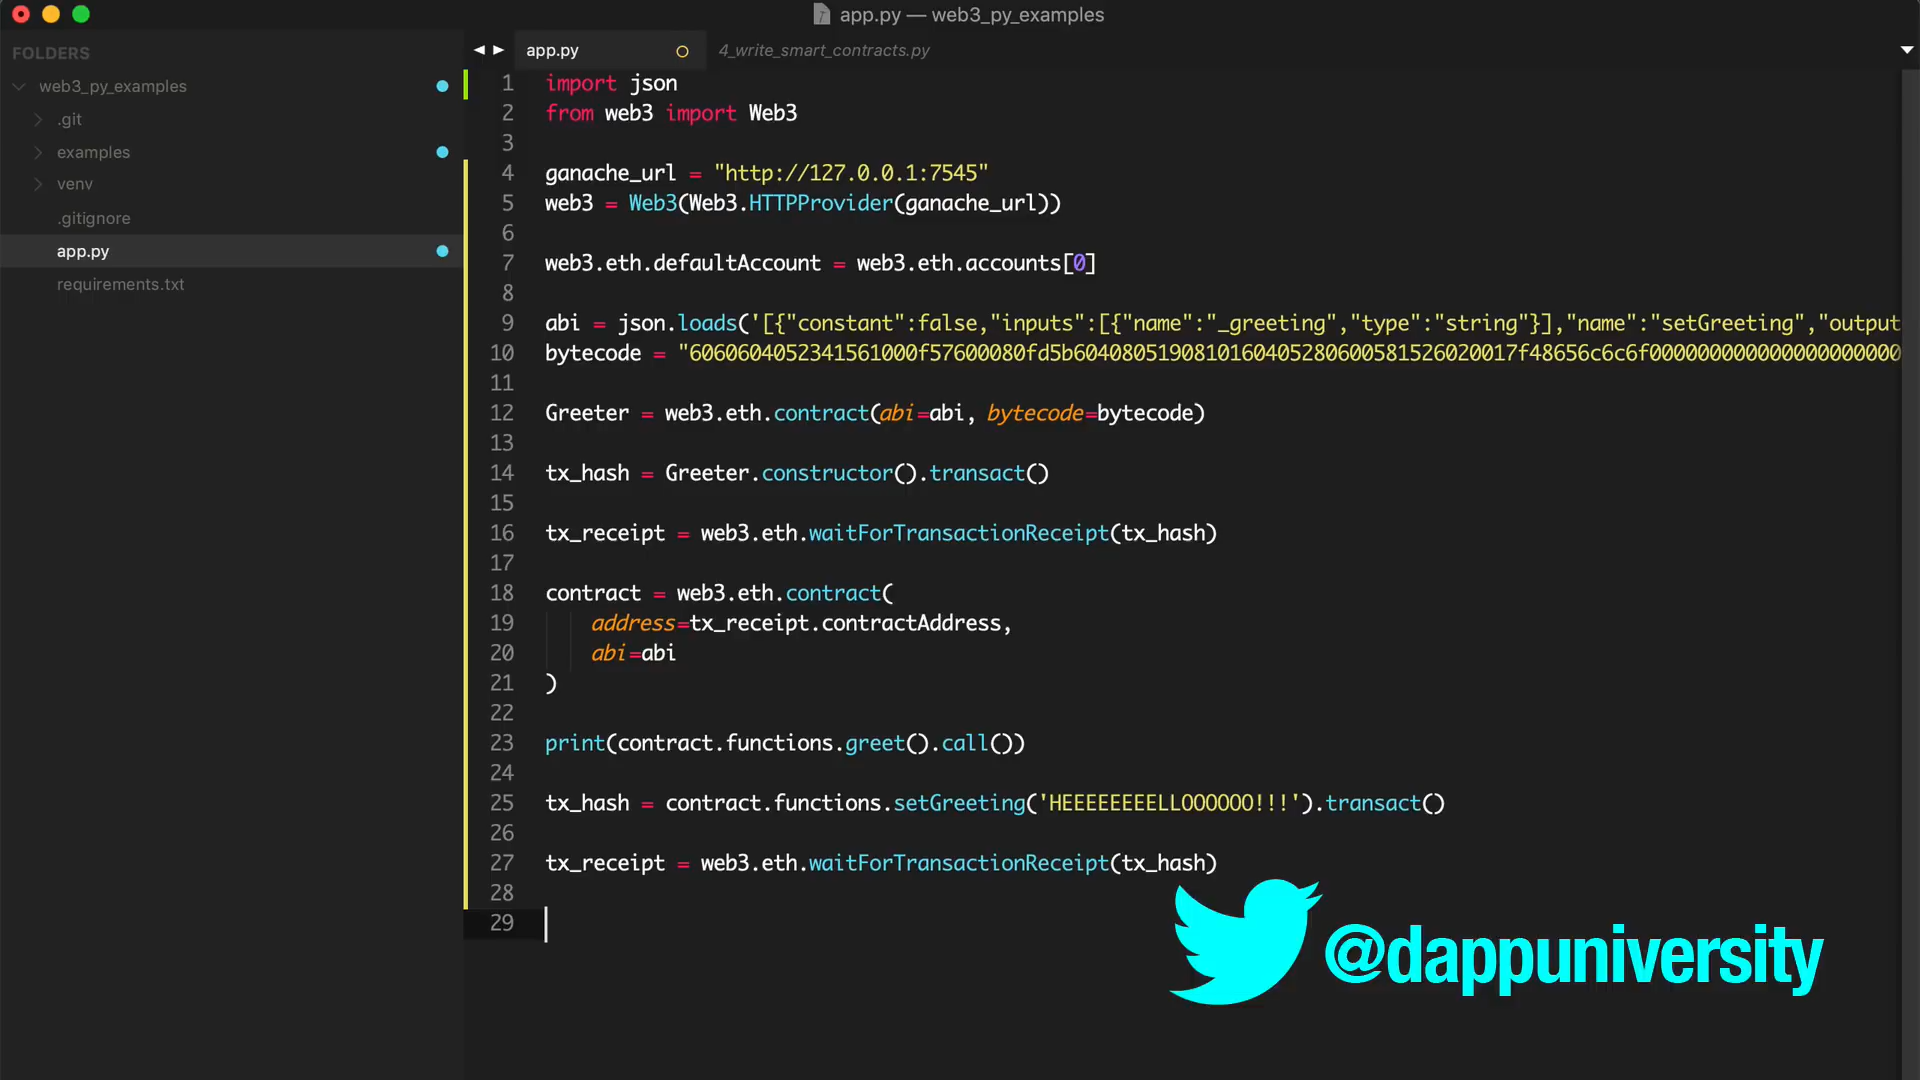 app.py — web3_py_examples
FOLDERS
web3_py_examples
.git
examples
venv
.gitignore
app.py
requirements.txt
app.py
4_write_smart_contracts.py
1 import json
2 from web3 import Web3
3
4 ganache_url = "http://127.0.0.1:7545"
5 web3 = Web3(Web3.HTTPProvider(ganache_url))
6
7 web3.eth.defaultAccount = web3.eth.accounts[0]
8
9 abi = json.loads('[{"constant":false,"inputs":[{"name":"_greeting","type":"string"}],"name":"setGreeting","output
10 bytecode = "6060604052341561000f57600080fd5b6040805190810160405280600581526020017f48656c6c6f000000000000000000000
11
12 Greeter = web3.eth.contract(abi=abi, bytecode=bytecode)
13
14 tx_hash = Greeter.constructor().transact()
15
16 tx_receipt = web3.eth.waitForTransactionReceipt(tx_hash)
17
18 contract = web3.eth.contract(
19 address=tx_receipt.contractAddress,
20 abi=abi
21 )
22
23 print(contract.functions.greet().call())
24
25 tx_hash = contract.functions.setGreeting('HEEEEEEEELLOOOOOO!!!').transact()
26
27 tx_receipt = web3.eth.waitForTransactionReceipt(tx_hash)
28
29
@dappuniversity